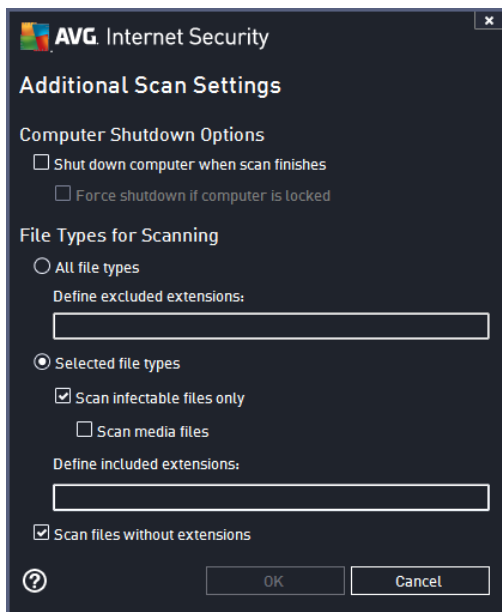 AVG. Internet Security
Additional Scan Settings
Computer Shutdown Options
Shut down computer when scan finishes
Force shutdown if computer is locked
File Types for Scanning
All file types
Define excluded extensions:
Selected file types
Scan infectable files only
Scan media files
Define included extensions:
Scan files without extensions
? OK Cancel